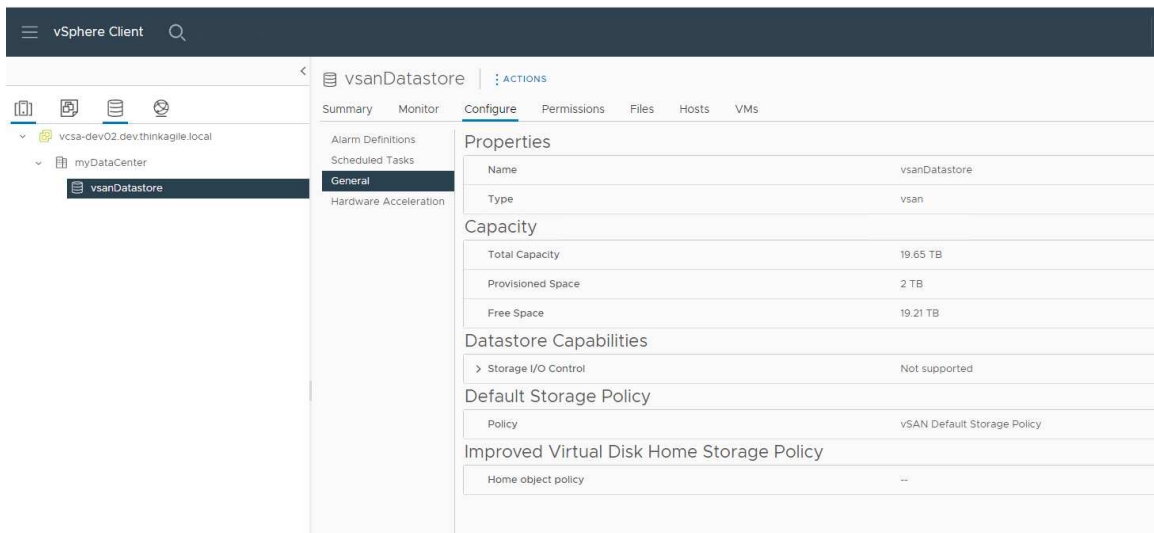 vSphere Client
vsanDatastore
ACTIONS
Summary Monitor Configure Permissions Files Hosts VMs
vcsa-dev02.dev.thinkagile.local
myDataCenter
vsanDatastore
Alarm Definitions
Scheduled Tasks
General
Hardware Acceleration
Properties
Name vsanDatastore
Type vsan
Capacity
Total Capacity 19.65 TB
Provisioned Space 2 TB
Free Space 19.21 TB
Datastore Capabilities
Storage I/O Control Not supported
Default Storage Policy
Policy vSAN Default Storage Policy
Improved Virtual Disk Home Storage Policy
Home object policy --